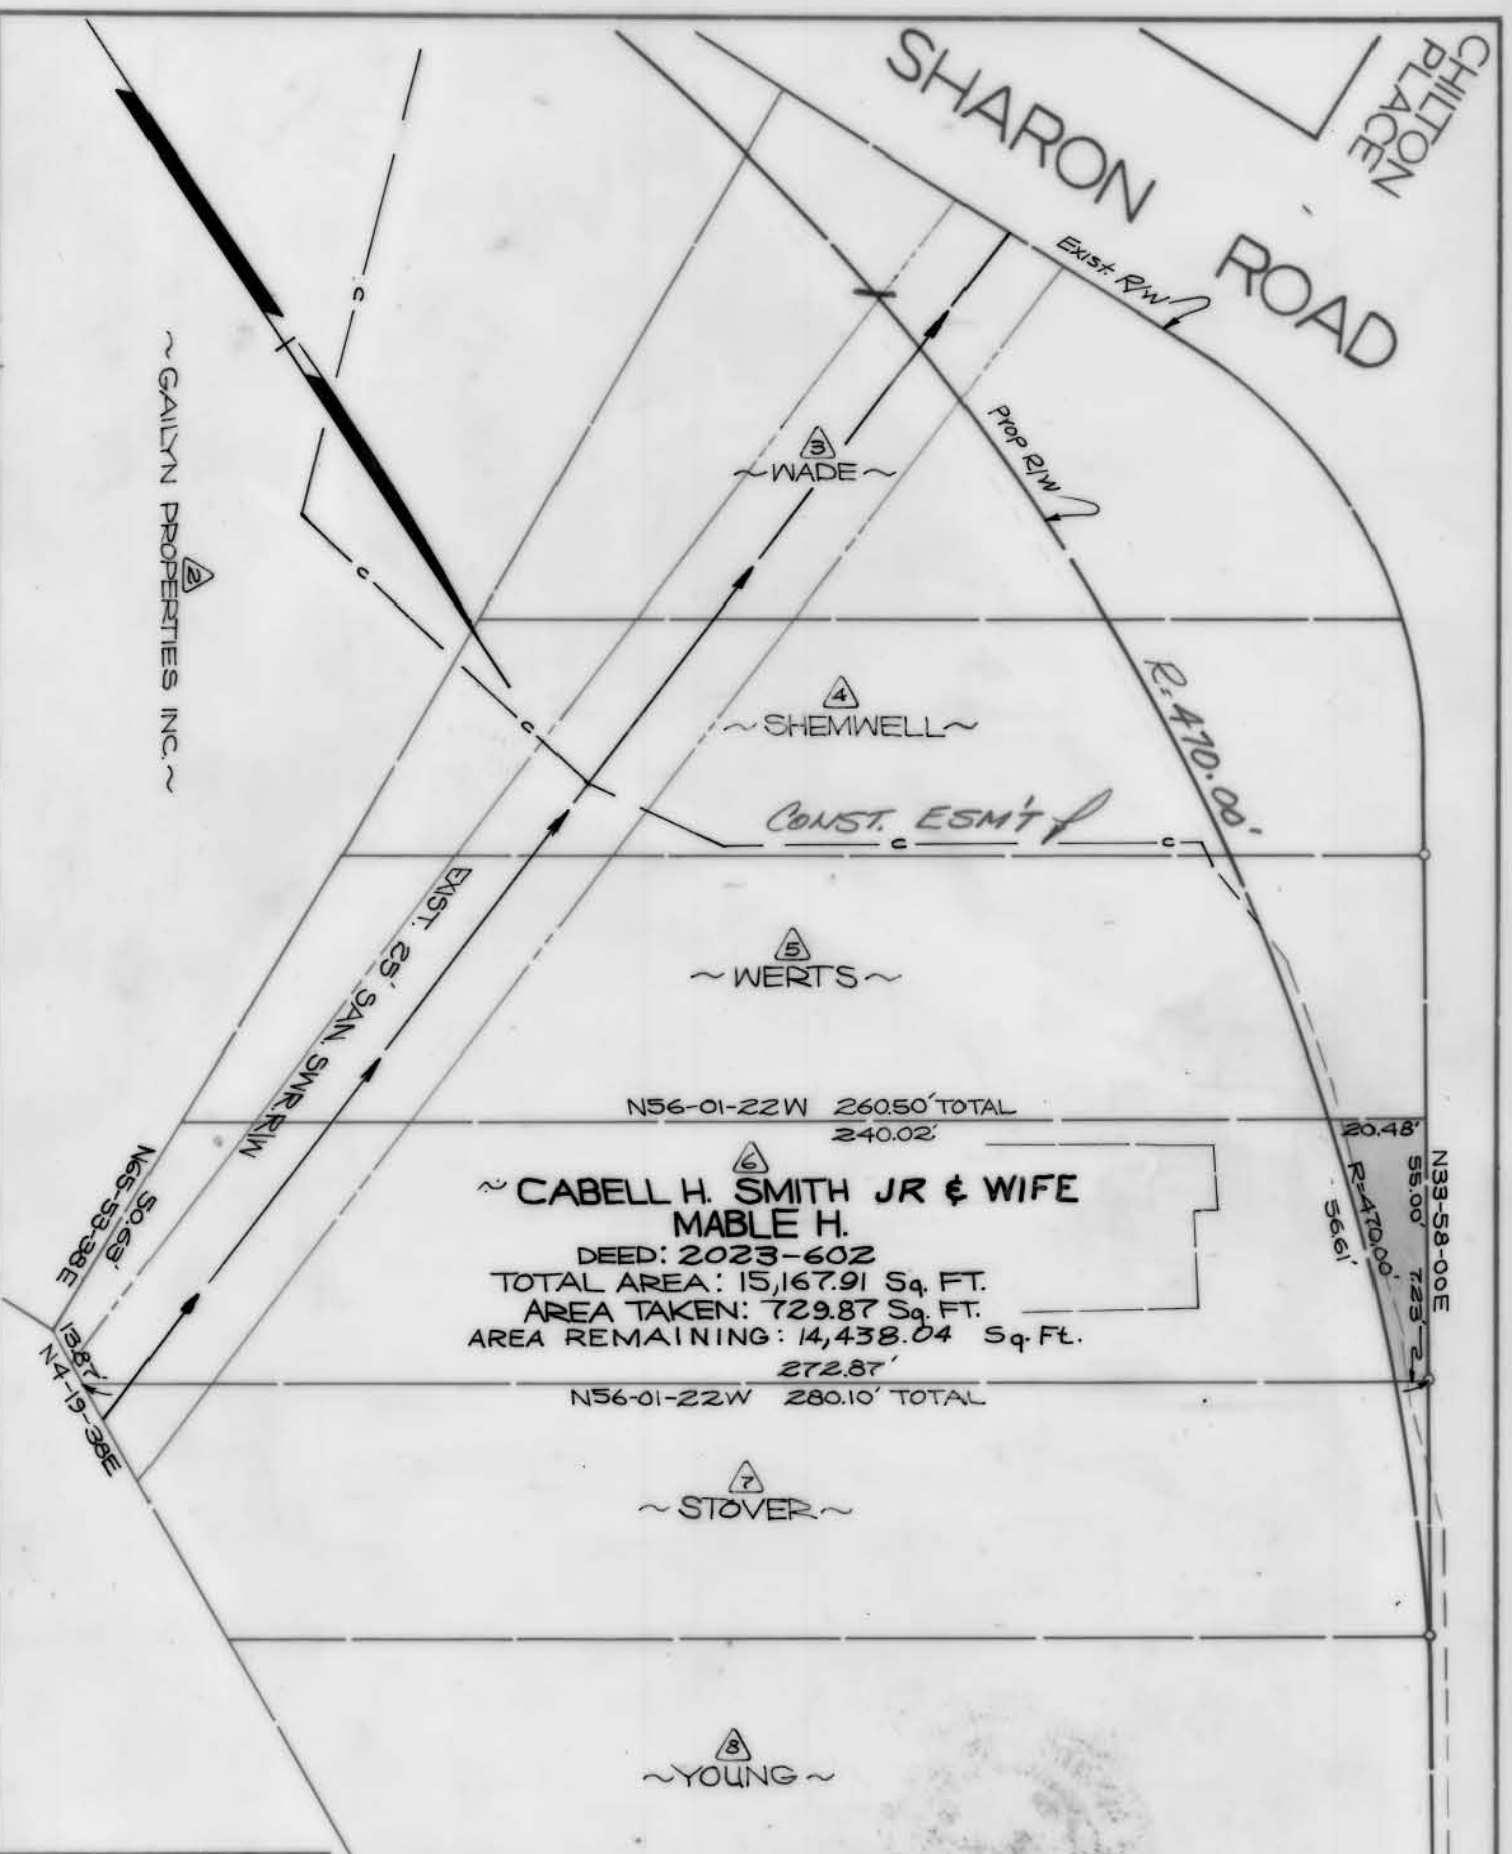 CHILTON
PLACE
SHARON ROAD
Exist. R/W
Prop R/W
3
~WADE~
2
~GAILYN PROPERTIES INC.~
C
C
C
4
~SHEMWELL~
R=470.00'
CONST. ESM'T
C
C
EXIST. 25' SAN. SWR. R/W
5
~WERTS~
N56-01-22W 260.50' TOTAL
240.02'
20.48'
N33-58-00E
55.00'
R=470.00'
56.61'
7.23'
6
~CABELL H. SMITH JR & WIFE
MABLE H.
DEED: 2023-602
TOTAL AREA: 15,167.91 Sq. FT.
AREA TAKEN: 729.87 Sq. FT.
AREA REMAINING: 14,438.04 Sq. Ft.
272.87'
N56-01-22W 280.10' TOTAL
50.63'
N65-53-38E
13.87'
N4-19-38E
7
~STOVER~
8
~YOUNG~